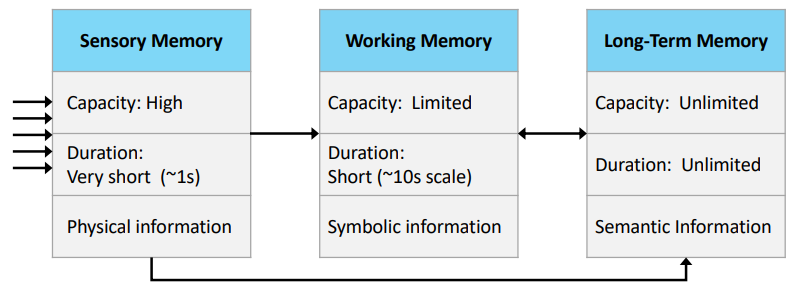 Sensory Memory
Capacity: High
Duration:
Very short (~1s)
Physical information
Working Memory
Capacity: Limited
Duration:
Short (~10s scale)
Symbolic information
Long-Term Memory
Capacity: Unlimited
Duration: Unlimited
Semantic Information